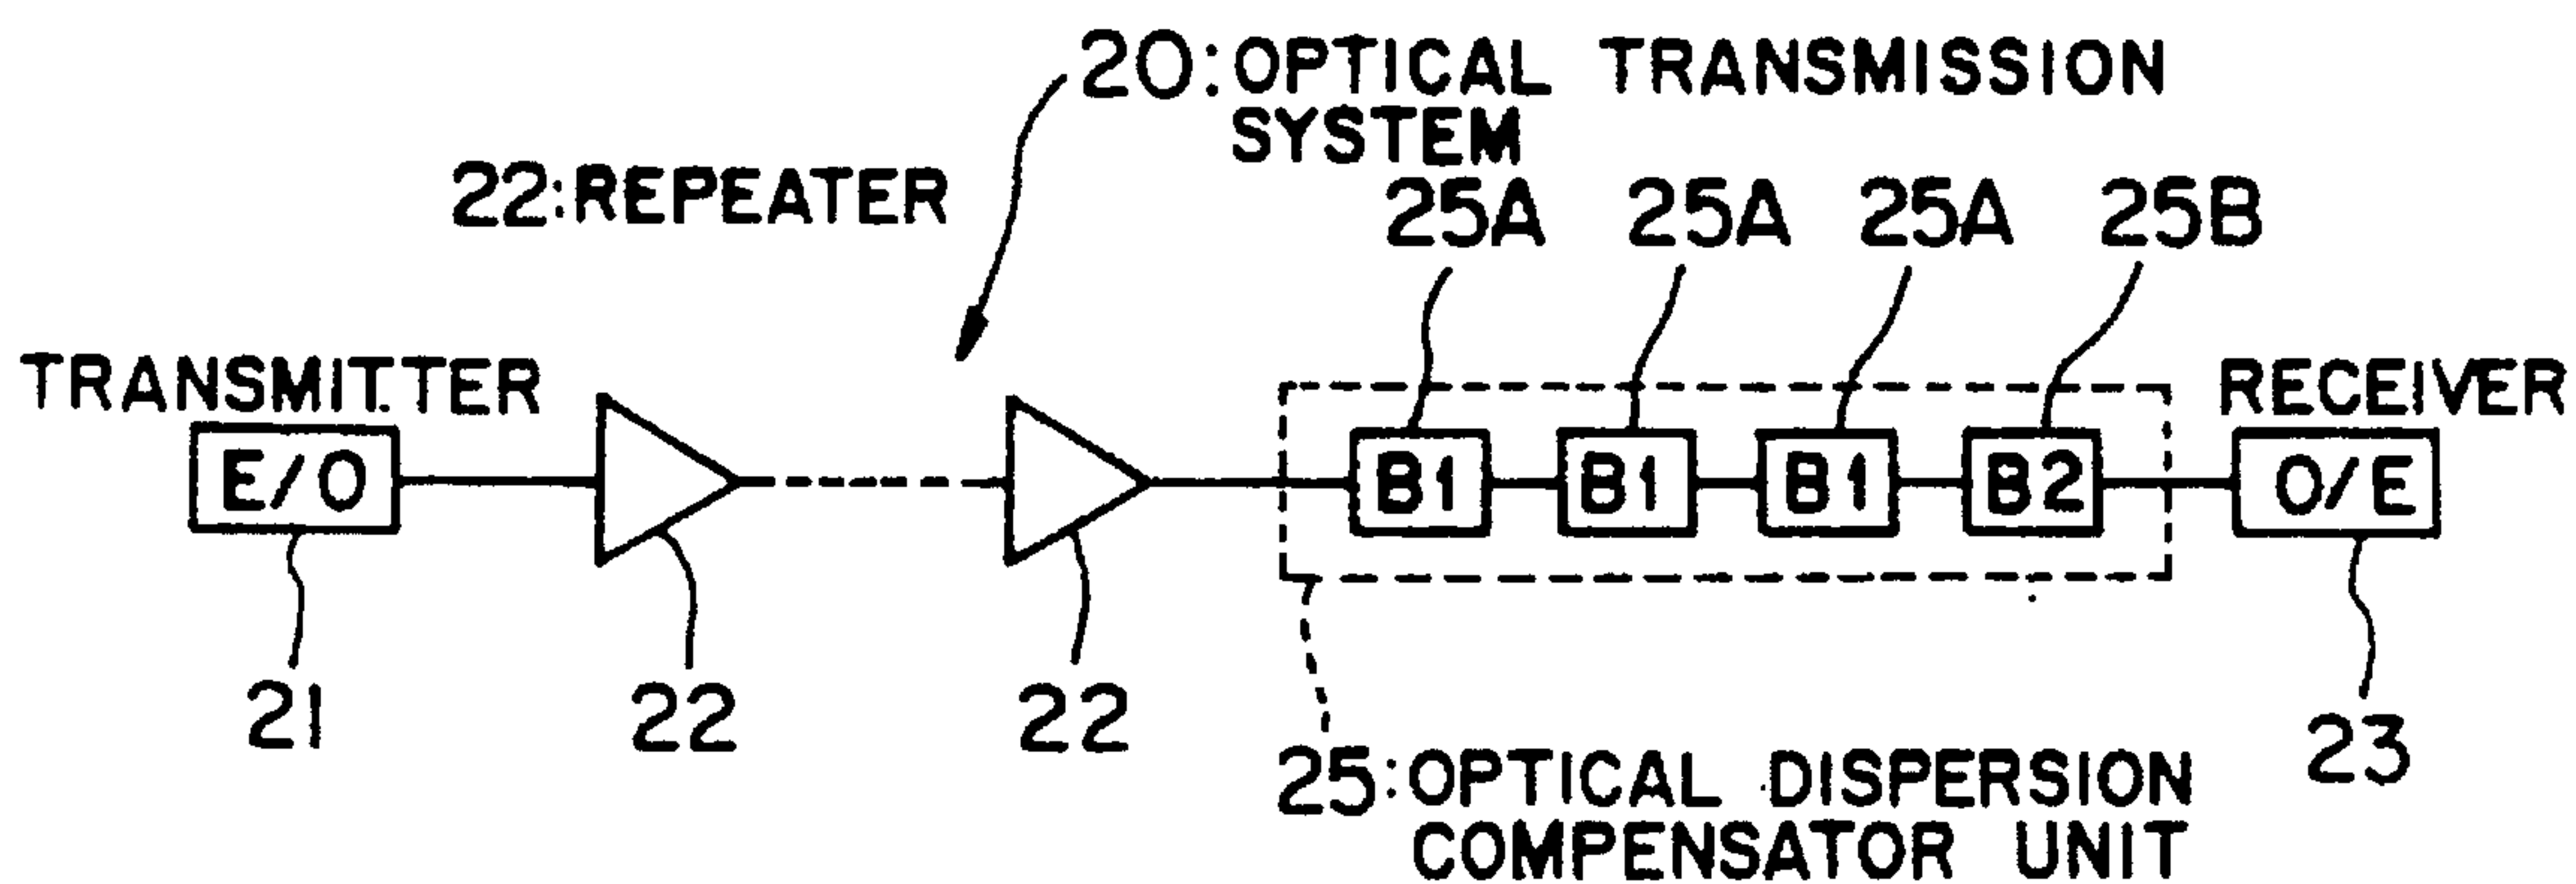 20:OPTICAL TRANSMISSION
SYSTEM
22:REPEATER
25A 25A 25A 25B
TRANSMITTER
RECEIVER
E/O
B1 B1 B1 B2
O/E
21
22
22
23
25:OPTICAL DISPERSION
COMPENSATOR UNIT